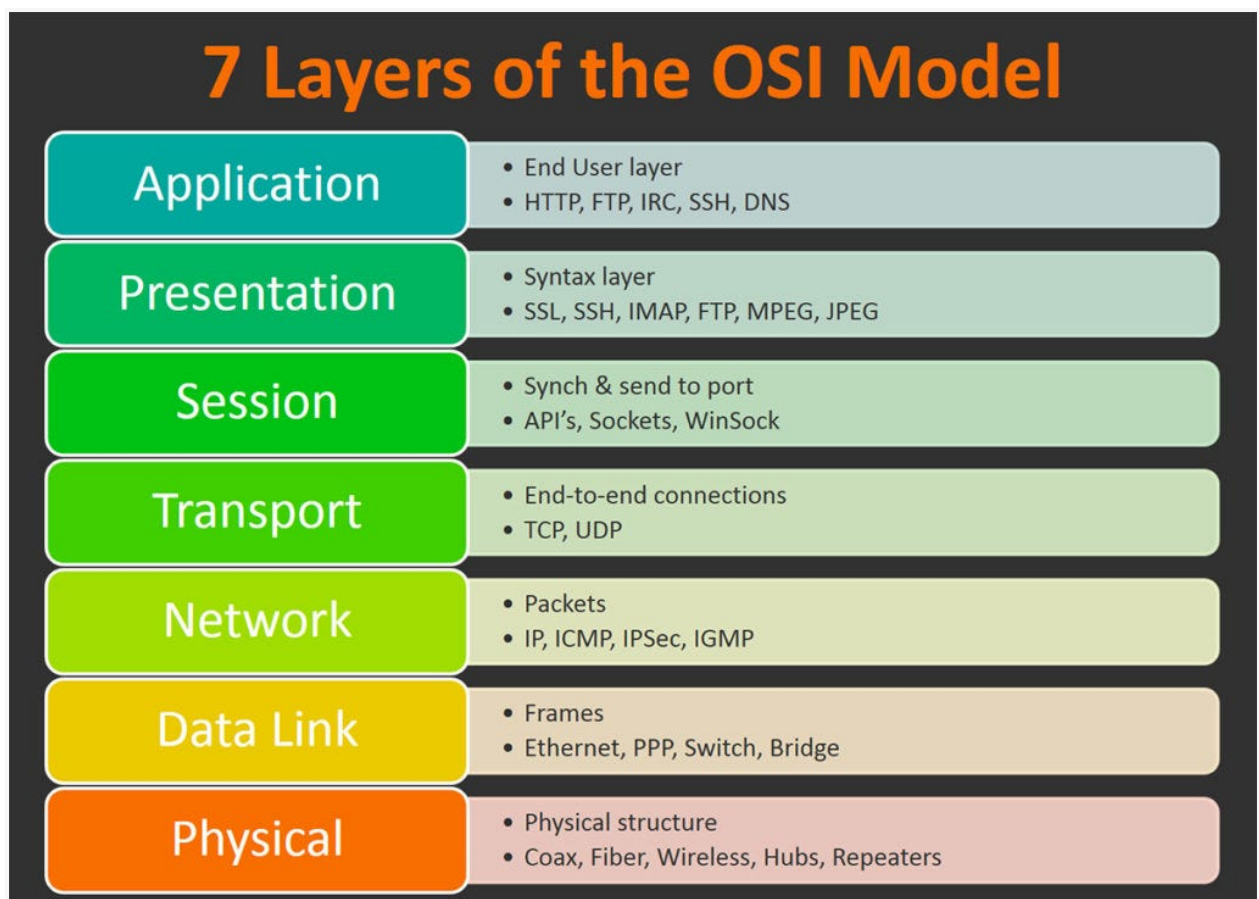 7 Layers of the OSI Model
Application
• End User layer
• HTTP, FTP, IRC, SSH, DNS
Presentation
• Syntax layer
• SSL, SSH, IMAP, FTP, MPEG, JPEG
Session
• Synch & send to port
• API’s, Sockets, WinSock
Transport
• End-to-end connections
• TCP, UDP
Network
• Packets
• IP, ICMP, IPSec, IGMP
Data Link
• Frames
• Ethernet, PPP, Switch, Bridge
Physical
• Physical structure
• Coax, Fiber, Wireless, Hubs, Repeaters